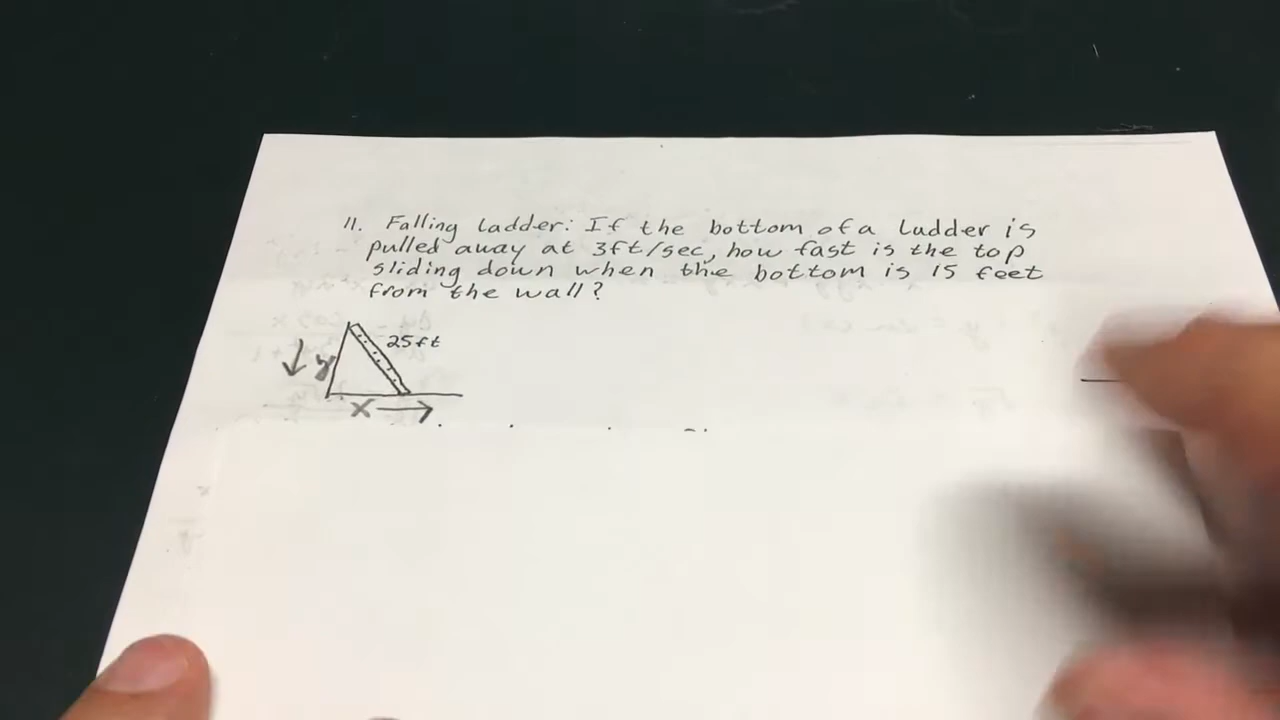 11. Falling ladder: If the bottom of a ladder is
pulled away at 3ft/sec, how fast is the top
sliding down when the bottom is 15 feet
from the wall?
25ft
↓ y
x →